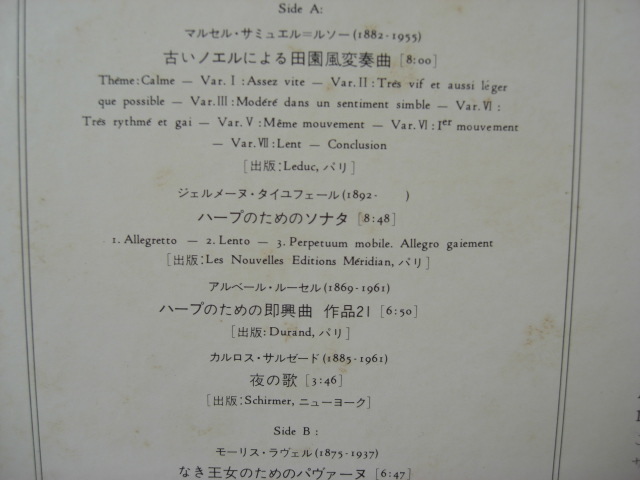 Side A:
マルセル・サミュエル=ルソー(1882-1955)
古いノエルによる田園風変奏曲 [8:00]
Théme:Calme — Var. I :Assez vite — Var. II :Trés vif et aussi léger
que possible — Var. III :Modéré dans un sentiment simble — Var. VI :
Trés rythmé et gai — Var. V :Même mouvement — Var. VI :Ier mouvement
— Var. VII :Lent — Conclusion
[出版:Leduc, パリ]
ジェルメーヌ・タイユフェール(1892- )
ハープのためのソナタ [8:48]
1. Allegretto — 2. Lento — 3. Perpetuum mobile. Allegro gaiement
[出版:Les Nouvelles Editions Méridian, パリ]
アルベール・ルーセル(1869-1961)
ハープのための即興曲 作品21 [6:50]
[出版:Durand, パリ]
カルロス・サルゼード(1885-1961)
夜の歌 [3:46]
[出版:Schirmer, ニューヨーク]
Side B :
モーリス・ラヴェル(1875-1937)
なき王女のためのパヴァーヌ [6:47]